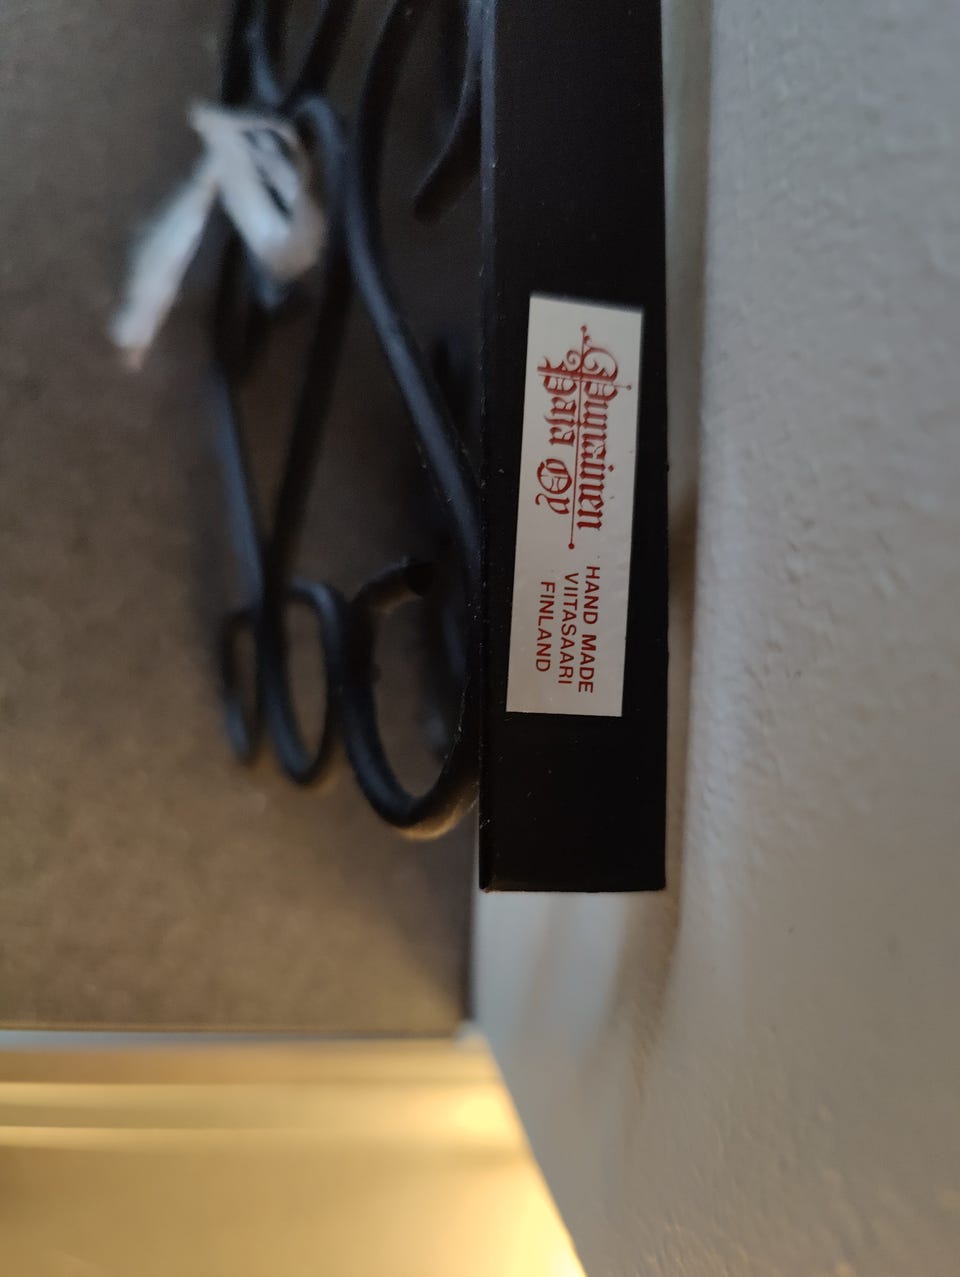 Punainen
Paja Oy
HAND MADE
VIITASAARI
FINLAND